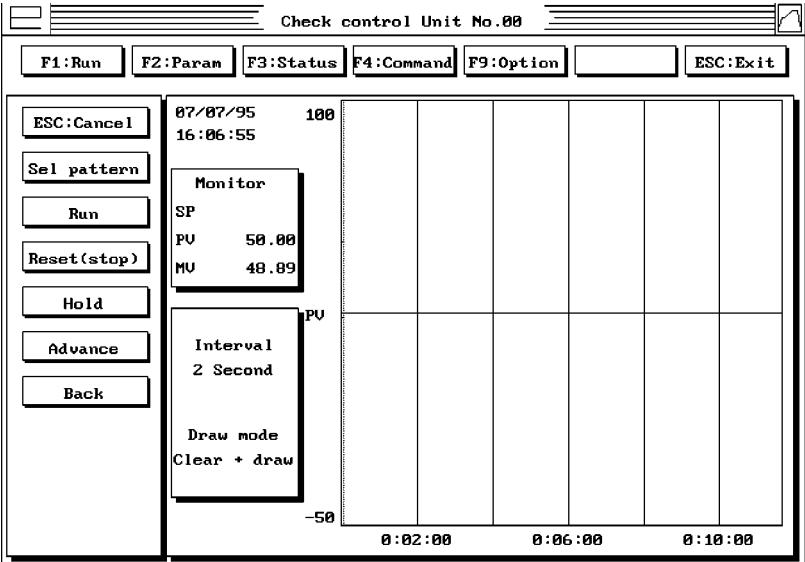 Check control Unit No.00
F1:Run F2:Param F3:Status F4:Command F9:Option ESC:Exit
ESC:Cancel
Sel pattern
Run
Reset(stop)
Hold
Advance
Back
07/07/95
16:06:55
Monitor
SP
PV 50.00
MV 48.89
Interval
2 Second
Draw mode
Clear + draw
100
PV
-50
0:02:00 0:06:00 0:10:00